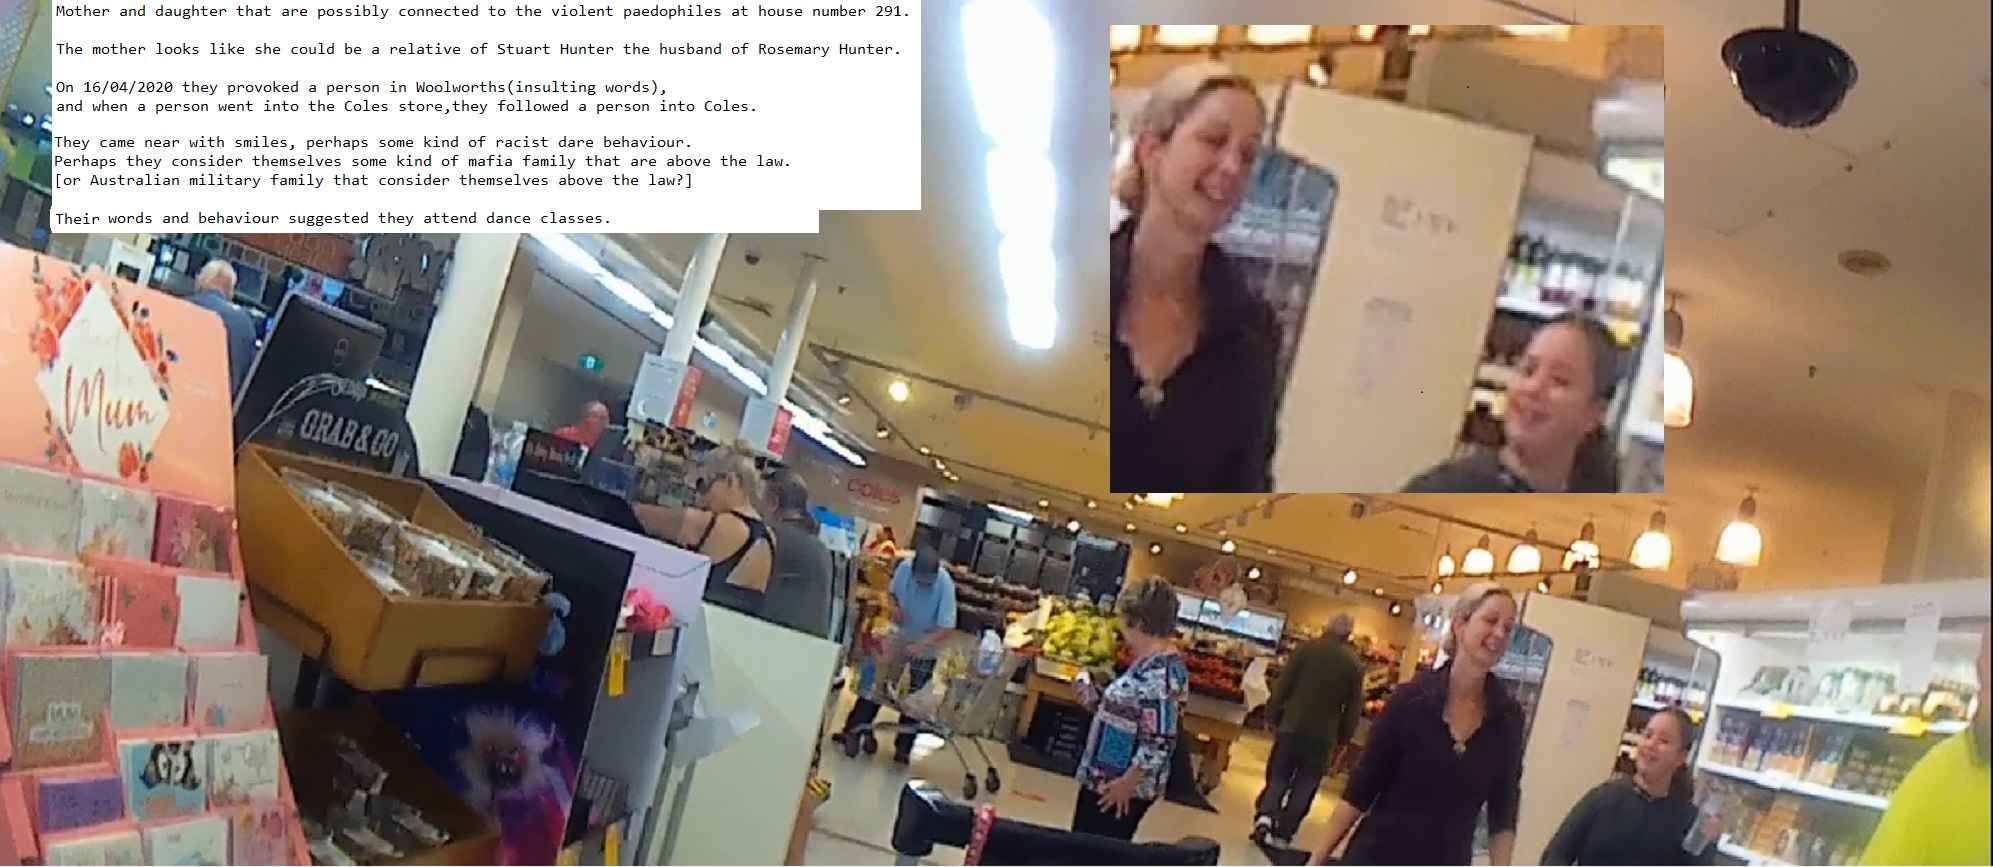 Mother and daughter that are possibly connected to the violent paedophiles at house number 291.
The mother looks like she could be a relative of Stuart Hunter the husband of Rosemary Hunter.
On 16/04/2020 they provoked a person in Woolworths(insulting words),
and when a person went into the Coles store,they followed a person into Coles.
They came near with smiles, perhaps some kind of racist dare behaviour.
Perhaps they consider themselves some kind of mafia family that are above the law.
[or Australian military family that consider themselves above the law?]
Their words and behaviour suggested they attend dance classes.
Mum
GRAB&GO
coles